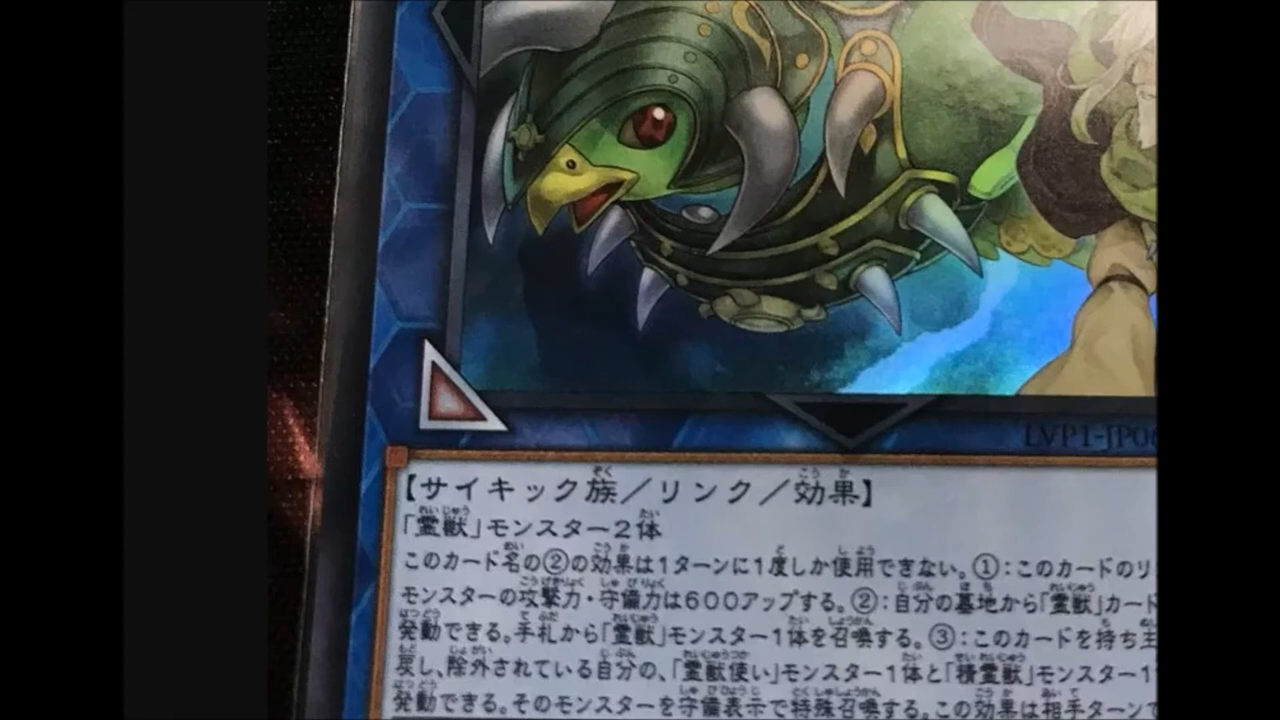 LVP1-JP06
【サイキック族／リンク／効果】
「霊獣」モンスター２体
このカード名の②の効果は１ターンに１度しか使用できない。①：このカードのリ
モンスターの攻撃力・守備力は６００アップする。②：自分の墓地から「霊獣」カード
発動できる。手札から「霊獣」モンスター１体を召喚する。③：このカードを持ち主
戻し、除外されている自分の、「霊獣使い」モンスター１体と「精霊獣」モンスター１
発動できる。そのモンスターを守備表示で特殊召喚する。この効果は相手ターンで